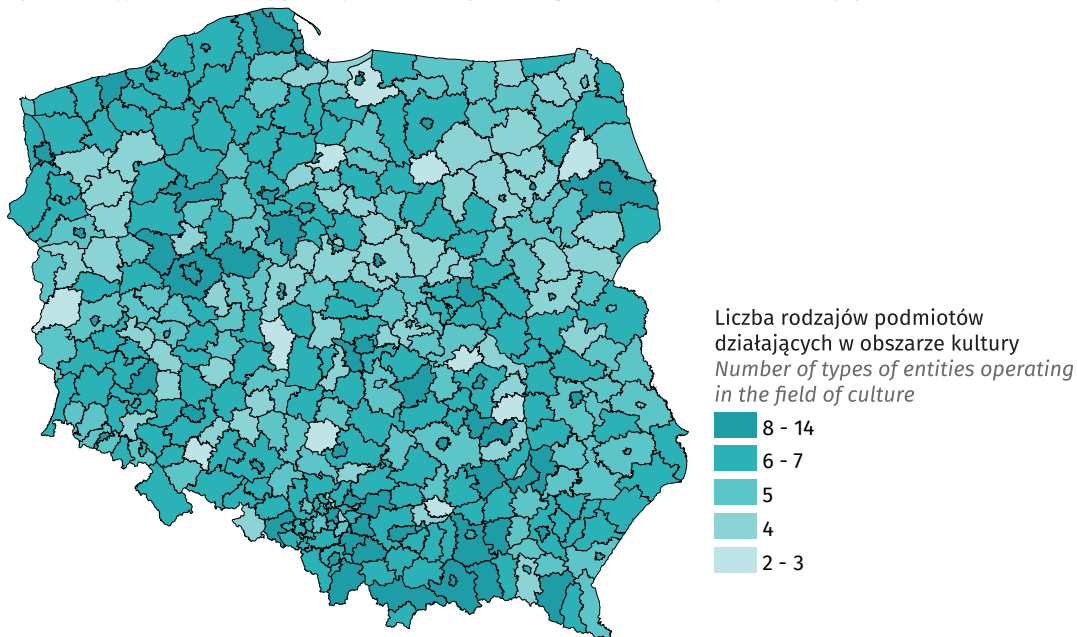 Liczba rodzajów podmiotów
działających w obszarze kultury
Number of types of entities operating
in the field of culture
8 - 14
6 - 7
5
4
2 - 3